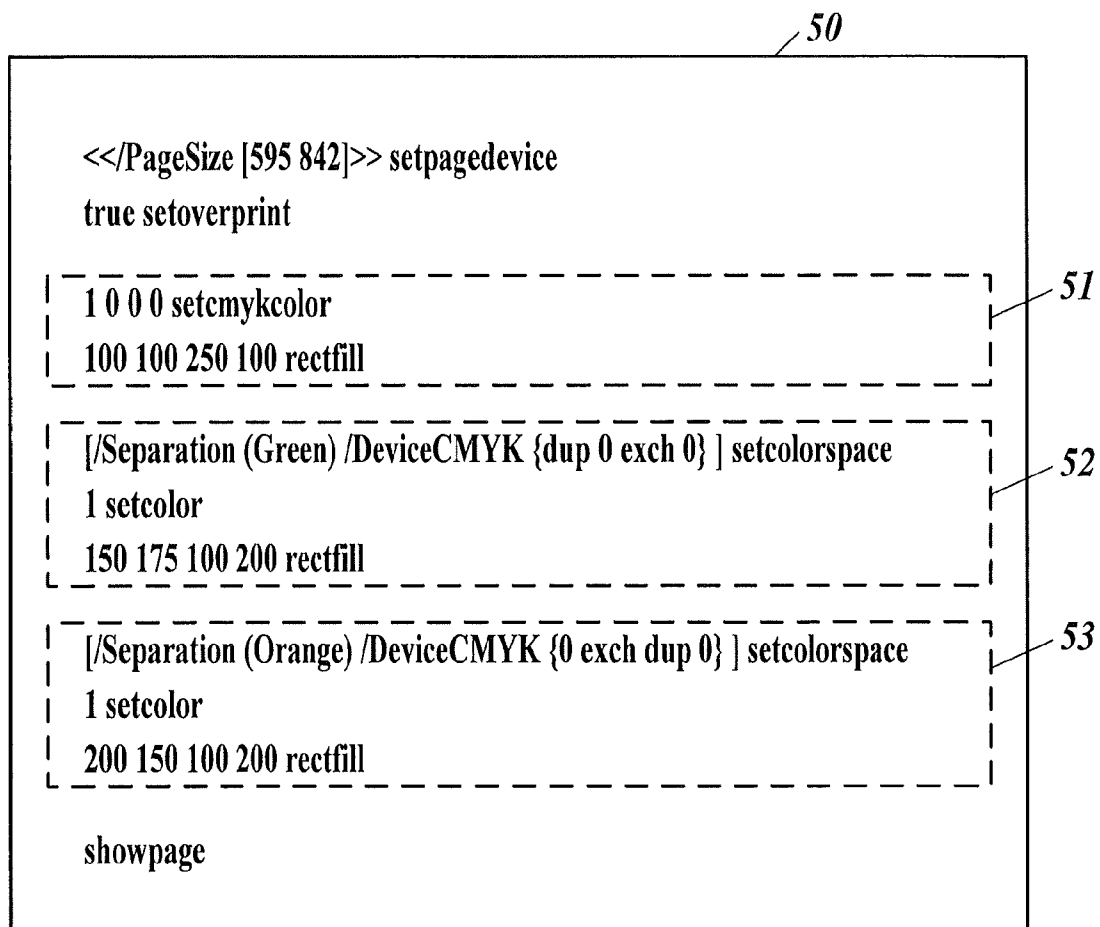 50
<</PageSize [595 842]>> setpagedevice
true setoverprint
1 0 0 0 setcmykcolor
51
100 100 250 100 rectfill
[/Separation (Green) /DeviceCMYK {dup 0 exch 0} ] setcolorspace
52
1 setcolor
150 175 100 200 rectfill
[/Separation (Orange) /DeviceCMYK {0 exch dup 0} ] setcolorspace
53
1 setcolor
200 150 100 200 rectfill
showpage